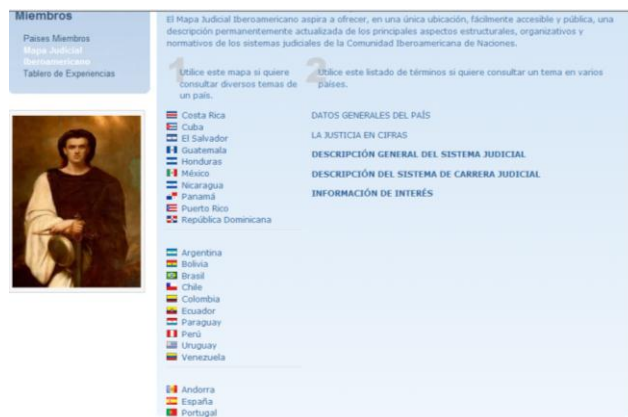 Miembros
Paises Miembros
Mapa Judicial
Iberoamericano
Tablero de Experiencias
El Mapa Judicial Iberoamericano aspira a ofrecer, en una única ubicación, fácilmente accesible y pública, una
descripción permanentemente actualizada de los principales aspectos estructurales, organizativos y
normativos de los sistemas judiciales de la Comunidad Iberoamericana de Naciones.
1
Utilice este mapa si quiere
consultar diversos temas de
un país.
Costa Rica
Cuba
El Salvador
Guatemala
Honduras
México
Nicaragua
Panamá
Puerto Rico
República Dominicana
Argentina
Bolivia
Brasil
Chile
Colombia
Ecuador
Paraguay
Perú
Uruguay
Venezuela
Andorra
España
Portugal
2
Utilice este listado de términos si quiere consultar un tema en varios
países.
DATOS GENERALES DEL PAÍS
LA JUSTICIA EN CIFRAS
DESCRIPCIÓN GENERAL DEL SISTEMA JUDICIAL
DESCRIPCIÓN DEL SISTEMA DE CARRERA JUDICIAL
INFORMACIÓN DE INTERÉS